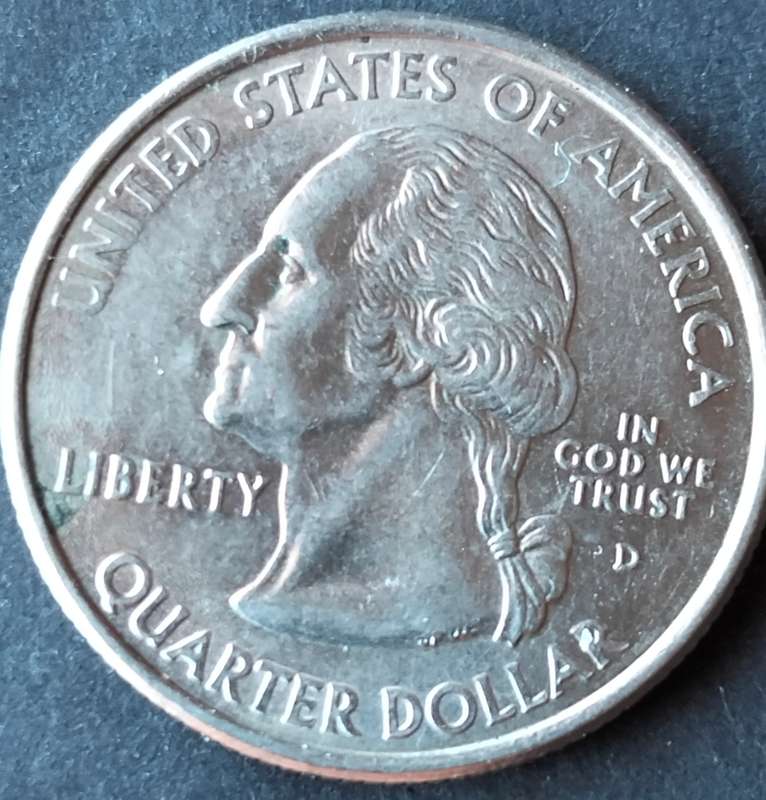 UNITED STATES OF AMERICA
LIBERTY
IN
GOD WE
TRUST
D
QUARTER DOLLAR